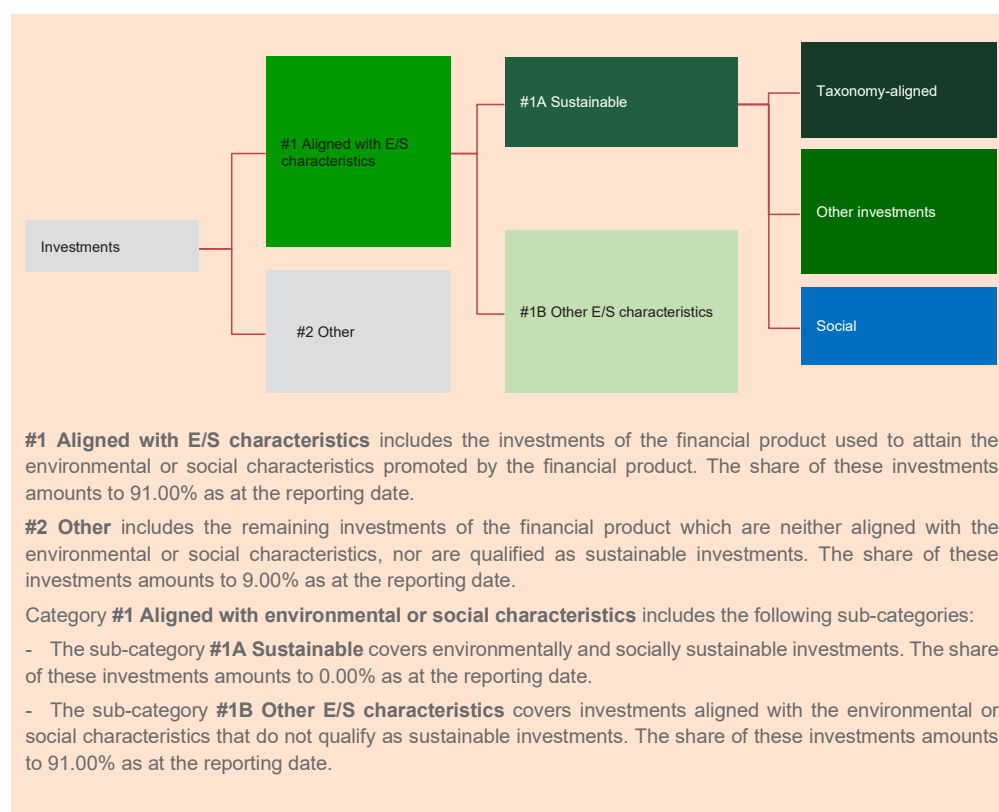 Taxonomy-aligned
#1A Sustainable
#1 Aligned with E/S
characteristics
Other investments
Investments
#1B Other E/S characteristics
#2 Other
Social
#1 Aligned with E/S characteristics includes the investments of the financial product used to attain the
environmental or social characteristics promoted by the financial product. The share of these investments
amounts to 91.00% as at the reporting date.
#2 Other includes the remaining investments of the financial product which are neither aligned with the
environmental or social characteristics, nor are qualified as sustainable investments. The share of these
investments amounts to 9.00% as at the reporting date.
Category #1 Aligned with environmental or social characteristics includes the following sub-categories:
- The sub-category #1A Sustainable covers environmentally and socially sustainable investments. The share
of these investments amounts to 0.00% as at the reporting date.
- The sub-category #1B Other E/S characteristics covers investments aligned with the environmental or
social characteristics that do not qualify as sustainable investments. The share of these investments amounts
to 91.00% as at the reporting date.